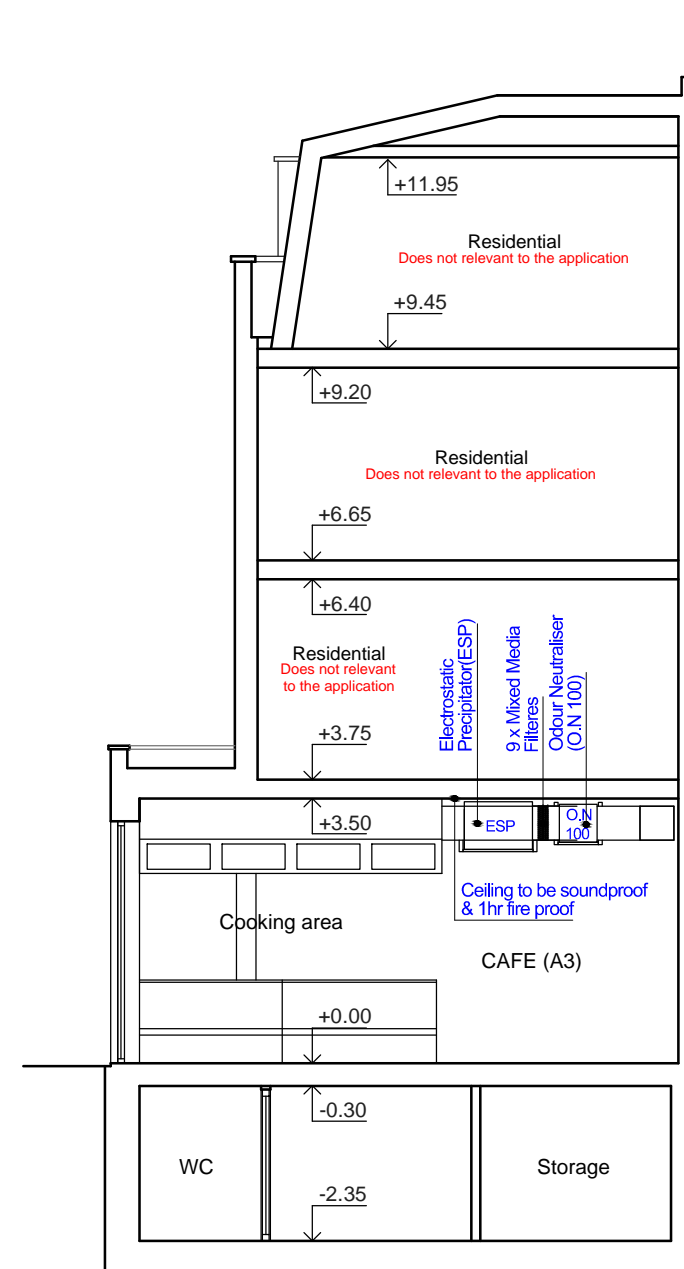 +11.95
Residential
Does not relevant to the application
+9.45
+9.20
Residential
Does not relevant to the application
+6.65
+6.40
Residential
Does not relevant
to the application
Electrostatic
Precipitator(ESP)
9 x Mixed Media
Filteres
Odour Neutraliser
(O.N 100)
+3.75
+3.50
ESP
O.N
100
Ceiling to be soundproof
& 1hr fire proof
Cooking area
CAFE (A3)
+0.00
-0.30
WC
Storage
-2.35